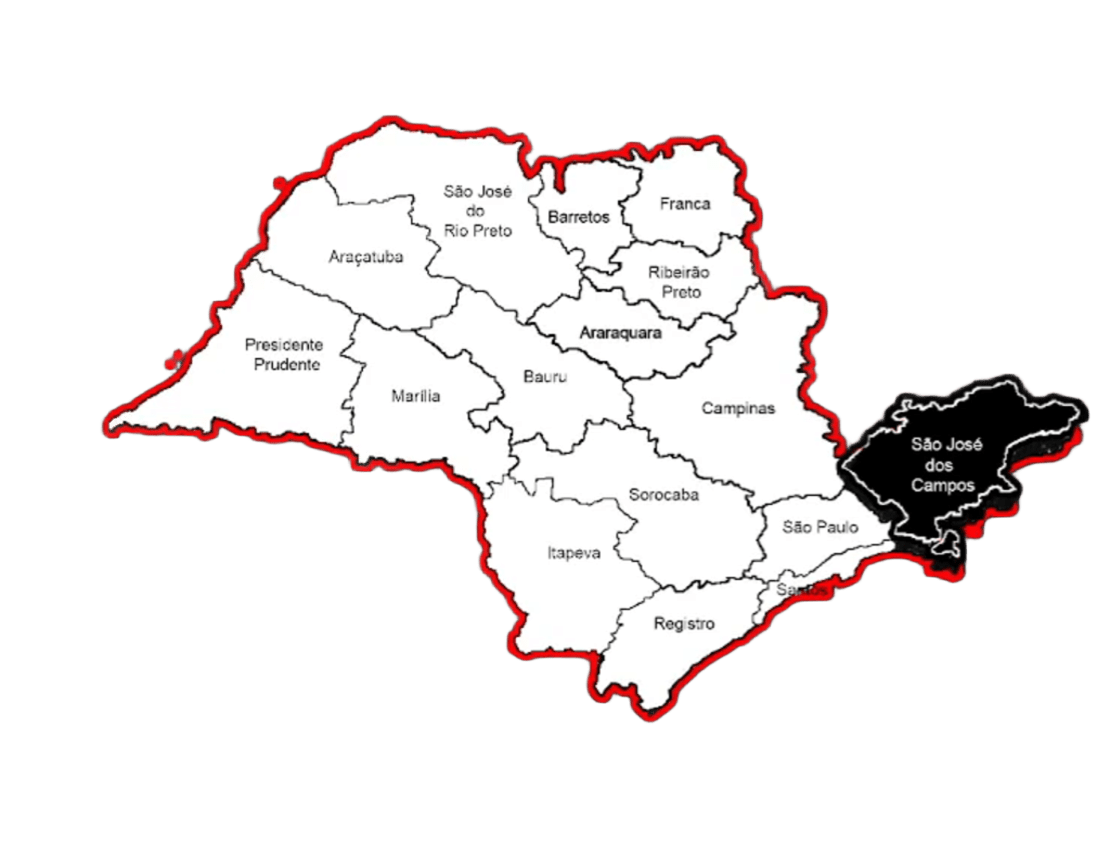 São José
do
Rio Preto
Barretos
Franca
Araçatuba
Ribeirão
Preto
Araraquara
Presidente
Prudente
Marília
Bauru
Campinas
São José
dos
Campos
Sorocaba
São Paulo
Itapeva
Santos
Registro